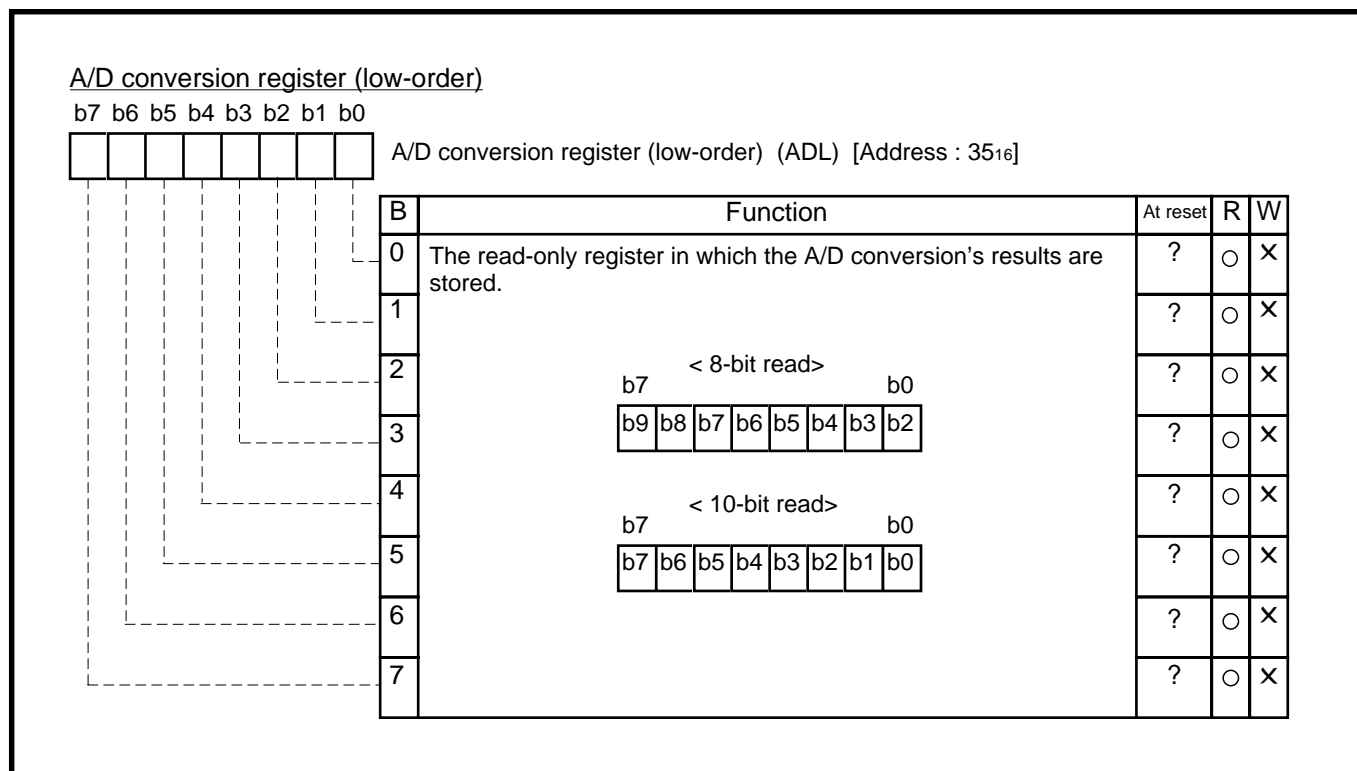 A/D conversion register (low-order)
b7 b6 b5 b4 b3 b2 b1 b0
A/D conversion register (low-order) (ADL) [Address : 35₁₆]
B Function At reset R W
0 The read-only register in which the A/D conversion’s results are stored. ? ○ ×
1 ? ○ ×
2 ? ○ ×
< 8-bit read>
b7 b0
b9 b8 b7 b6 b5 b4 b3 b2
3 ? ○ ×
4 ? ○ ×
< 10-bit read>
b7 b0
b7 b6 b5 b4 b3 b2 b1 b0
5 ? ○ ×
6 ? ○ ×
7 ? ○ ×